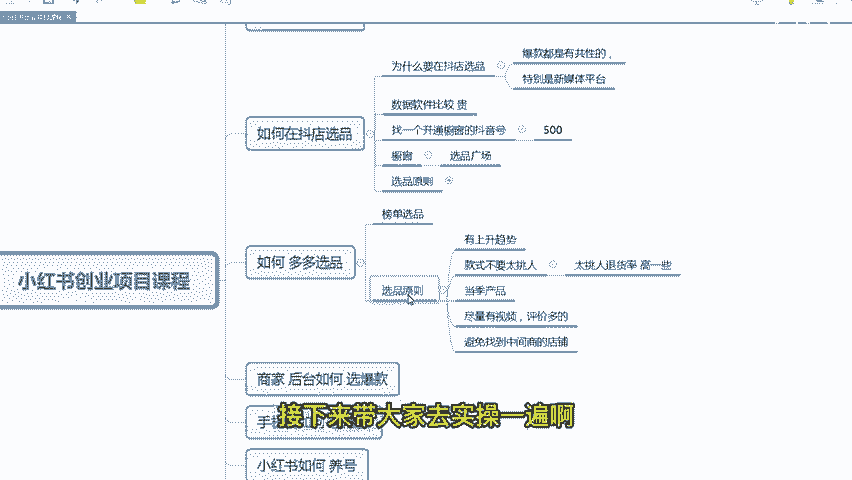 如何在抖店选品
为什么要在抖店选品
爆款都是有共性的，
特别是新媒体平台
数据软件比较 贵
找一个开通橱窗的抖音号
500
橱窗
选品广场
选品原则
小红书创业项目课程
如何 多多选品
榜单选品
选品原则
有上升趋势
款式不要太挑人
太挑人退货率 高一些
当季产品
尽量有视频，评价多的
避免找到中间商的店铺
商家 后台如何 选爆款
手
接下来带大家去实操一遍啊
小红书如何 养号